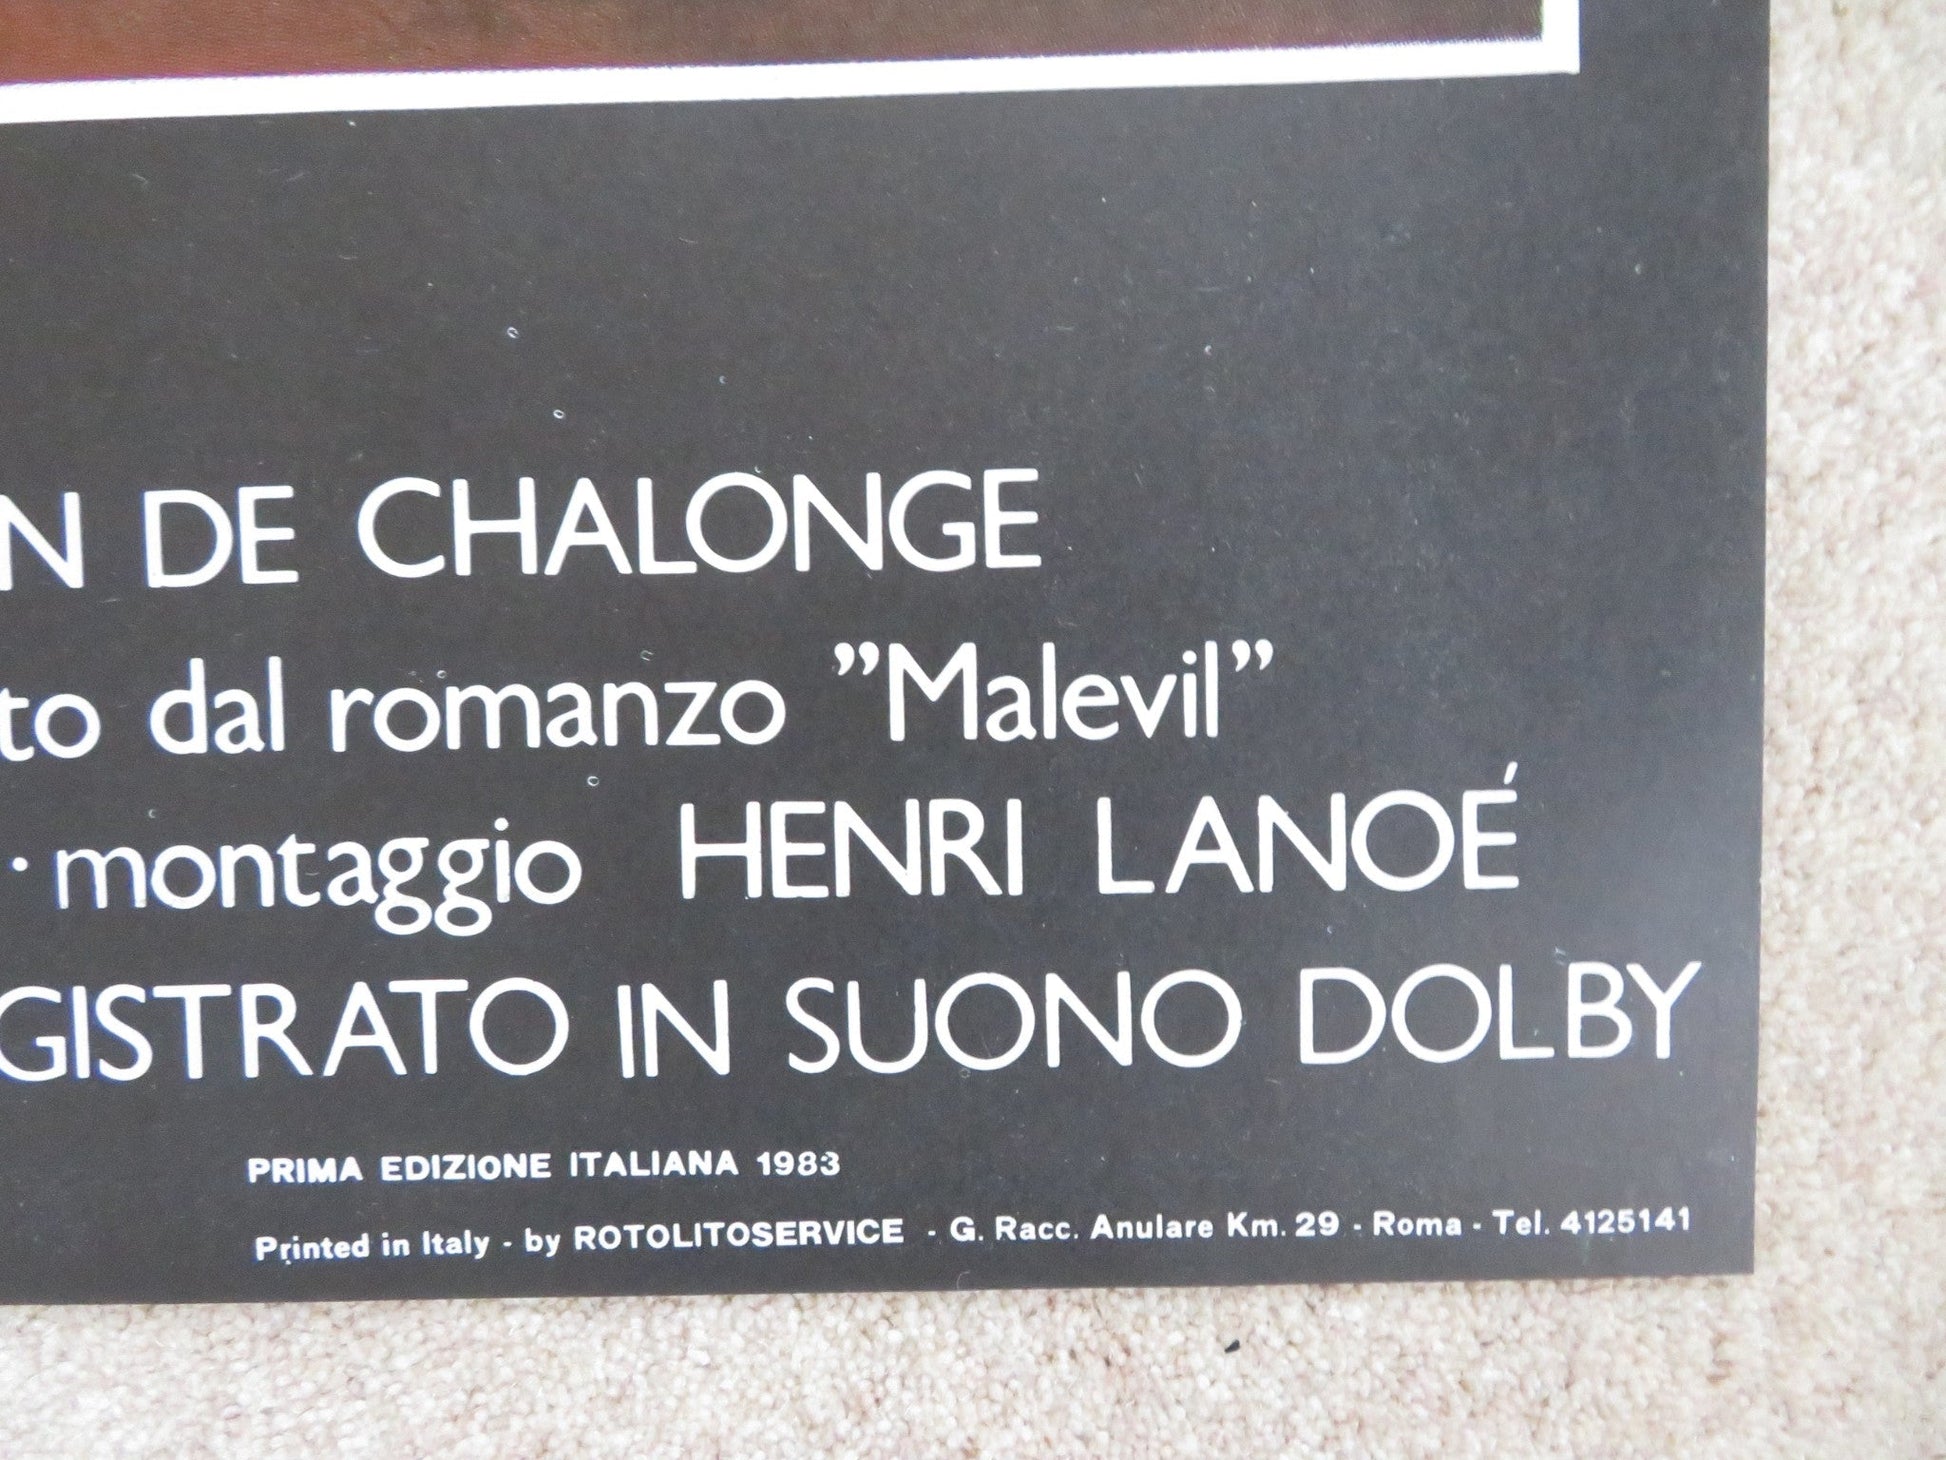 N DE CHALONGE
to dal romanzo ”Malevil”
· montaggio HENRI LANOÉ
GISTRATO IN SUONO DOLBY
PRIMA EDIZIONE ITALIANA 1983
Printed in Italy - by ROTOLITOSERVICE - G. Racc. Anulare Km. 29 - Roma - Tel. 4125141